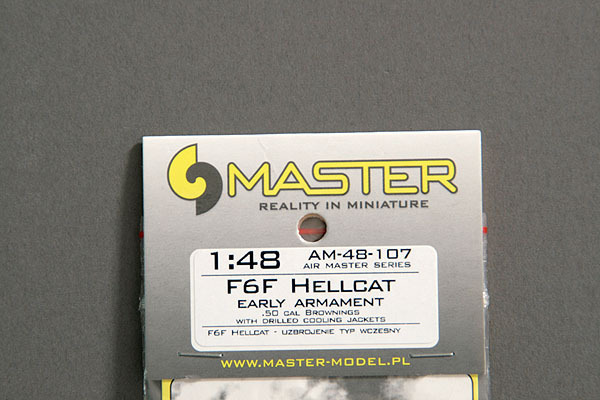 MASTER
REALITY IN MINIATURE
1:48 AM-48-107
AIR MASTER SERIES
F6F HELLCAT
EARLY ARMAMENT
.50 CAL BROWNINGS
WITH DRILLED COOLING JACKETS
F6F HELLCAT - UZBROJENIE TYP WCZESNY
WWW.MASTER-MODEL.PL